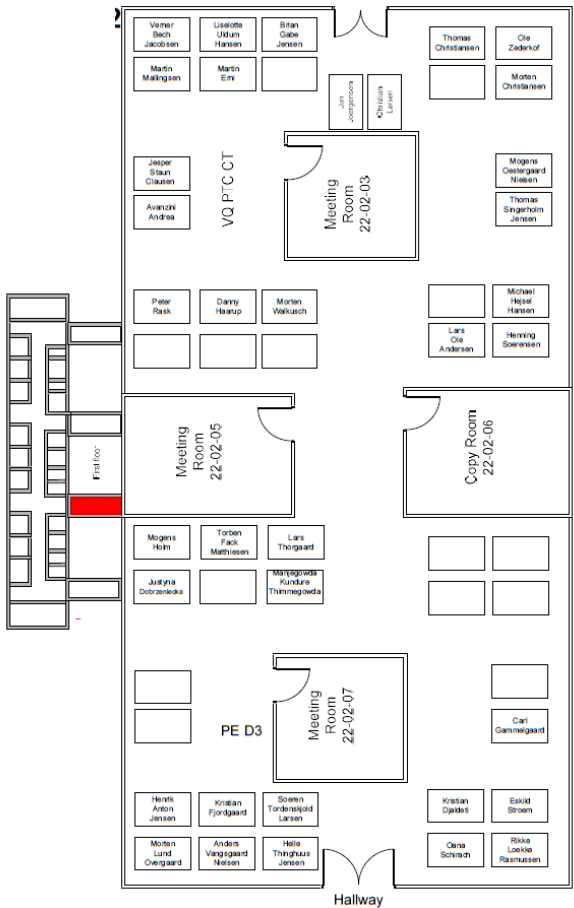 Verner
Bech
Jacobsen
Liselotte
Uldum
Hansen
Brian
Gabe
Jensen
Thomas
Christiansen
Ole
Zederkof
Martin
Mallingsen
Martin
Emi
Morten
Christiansen
Jan
Joergensen
Christian
Larsen
Jesper
Staun
Clausen
Avanzini
Andrea
VQ PTC CT
Meeting
Room
22-02-03
Mogens
Oestergaard
Nielsen
Thomas
Singerholm
Jensen
Peter
Rask
Danny
Haarup
Morten
Walkusch
Michael
Hejsel
Hansen
Lars
Ole
Andersen
Henning
Soerensen
First floor
Meeting
Room
22-02-05
Copy Room
22-02-06
Mogens
Holm
Torben
Fack
Matthiesen
Lars
Thorgaard
Justyna
Dobrzeniecka
Manjegowda
Kundure
Thimmegowda
PE D3
Meeting
Room
22-02-07
Carl
Gammelgaard
Henrik
Anton
Jensen
Kristian
Fjordgaard
Soeren
Tordenskjold
Larsen
Kristian
Djaldeti
Eskild
Stroem
Morten
Lund
Overgaard
Anders
Vangsgaard
Nielsen
Helle
Thinghuus
Jensen
Oana
Schirach
Rikke
Loekke
Rasmussen
Hallway